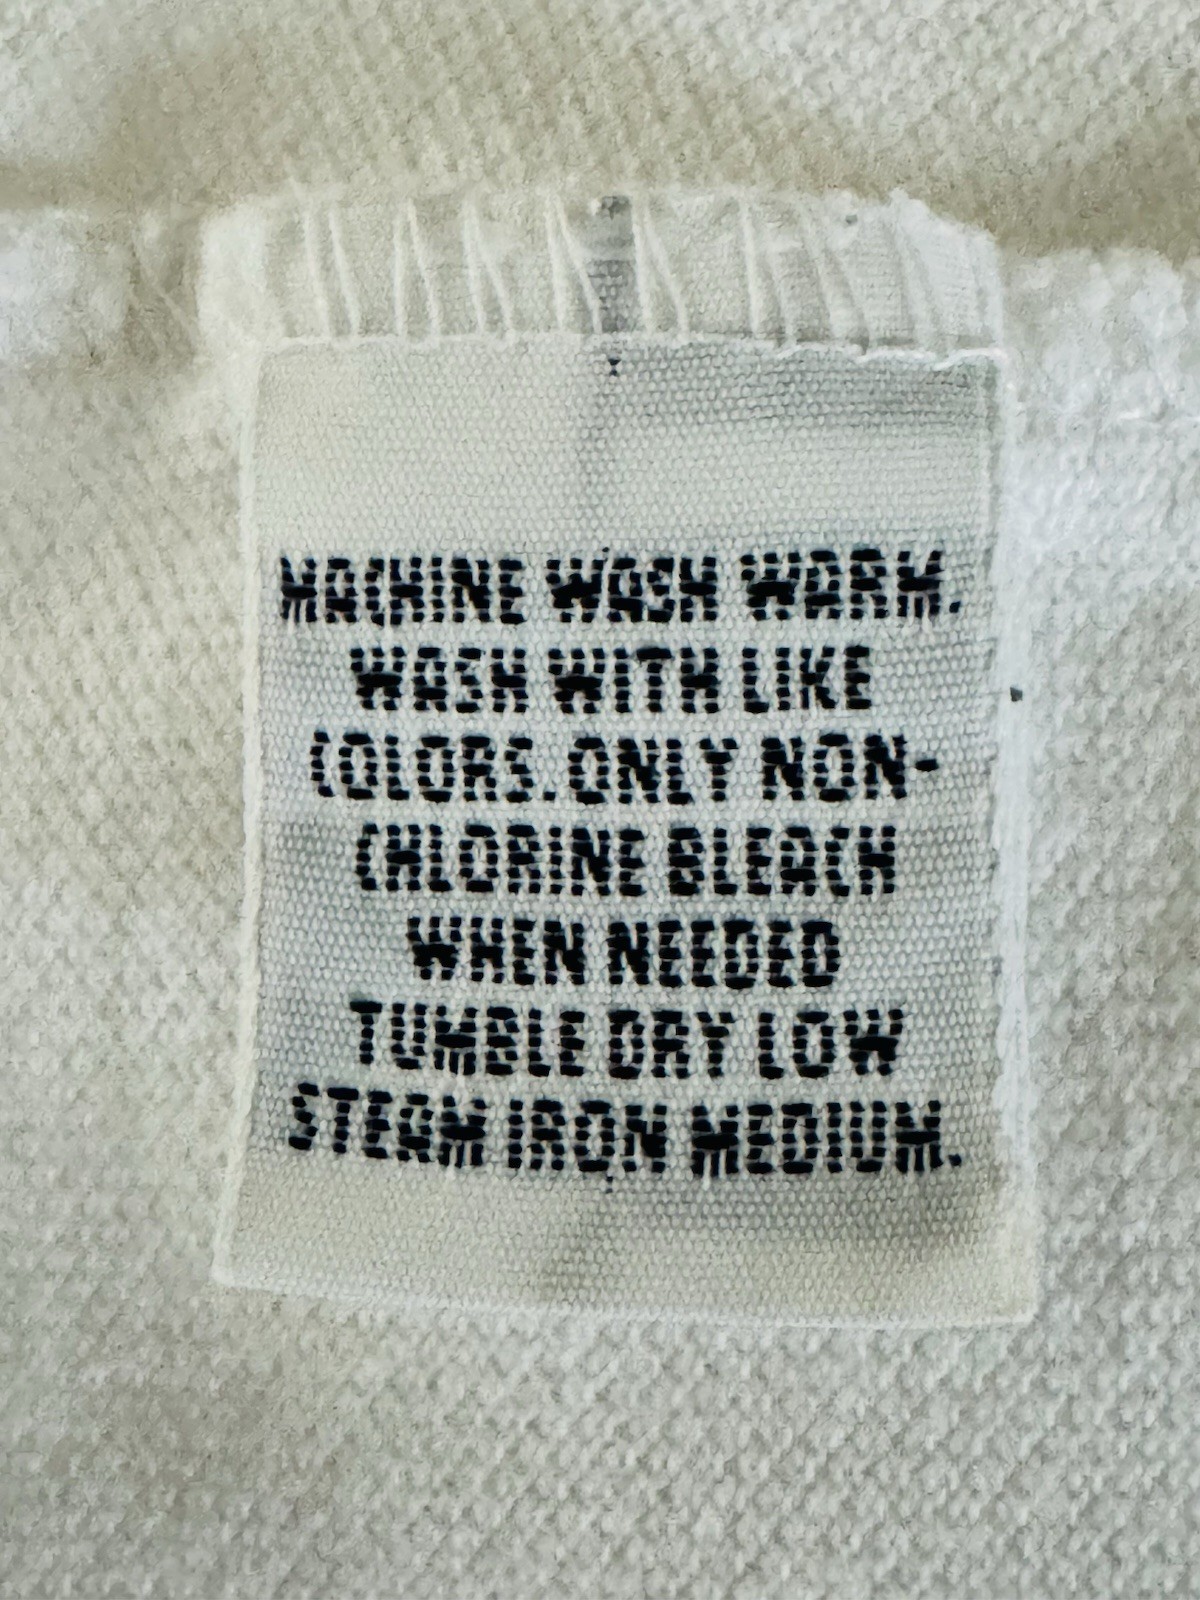 MACHINE WASH WARM.
WASH WITH LIKE
COLORS. ONLY NON-
CHLORINE BLEACH
WHEN NEEDED
TUMBLE DRY LOW
STEAM IRON MEDIUM.